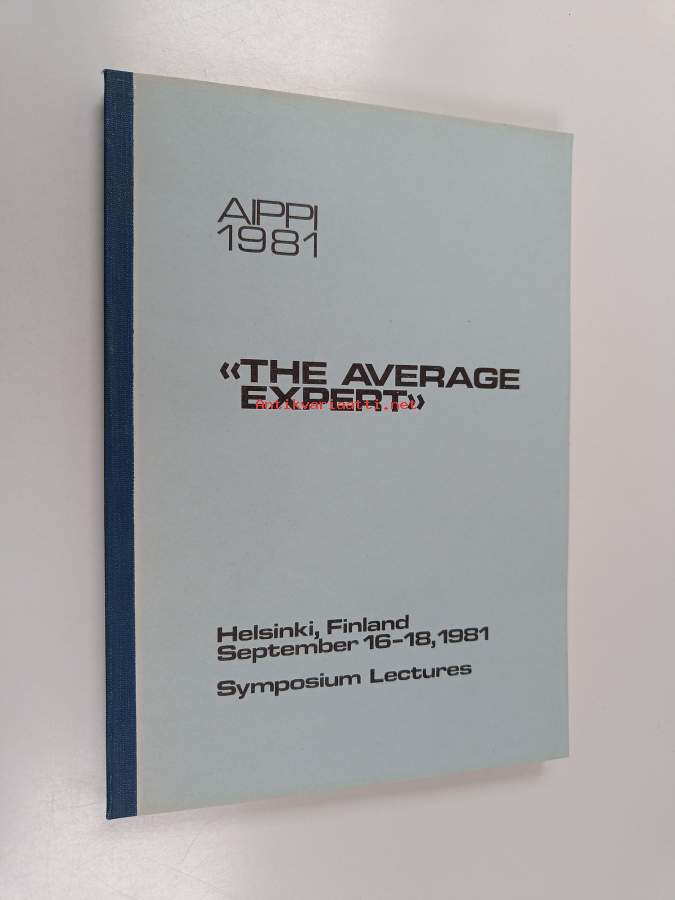 AIPPI
1981
«THE AVERAGE
EXPERT»
Antikvariaatti.net
Helsinki, Finland
September 16-18, 1981
Symposium Lectures